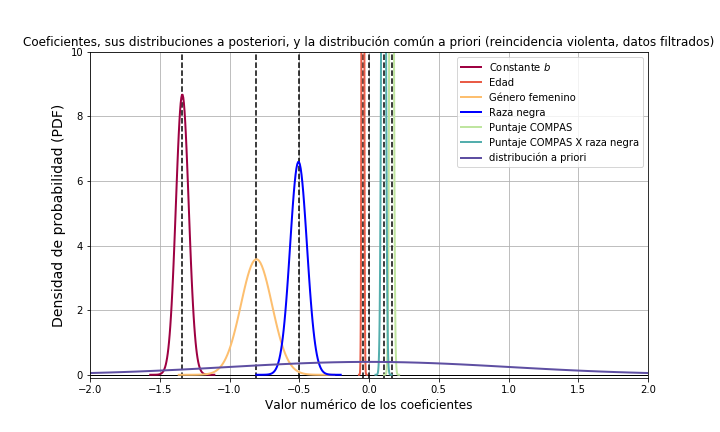 Coeficientes, sus distribuciones a posteriori, y la distribución común a priori (reincidencia violenta, datos filtrados)
Densidad de probabilidad (PDF)
10
8
6
4
2
0
Constante b
Edad
Género femenino
Raza negra
Puntaje COMPAS
Puntaje COMPAS X raza negra
distribución a priori
−2.0 −1.5 −1.0 −0.5 0.0 0.5 1.0 1.5 2.0
Valor numérico de los coeficientes